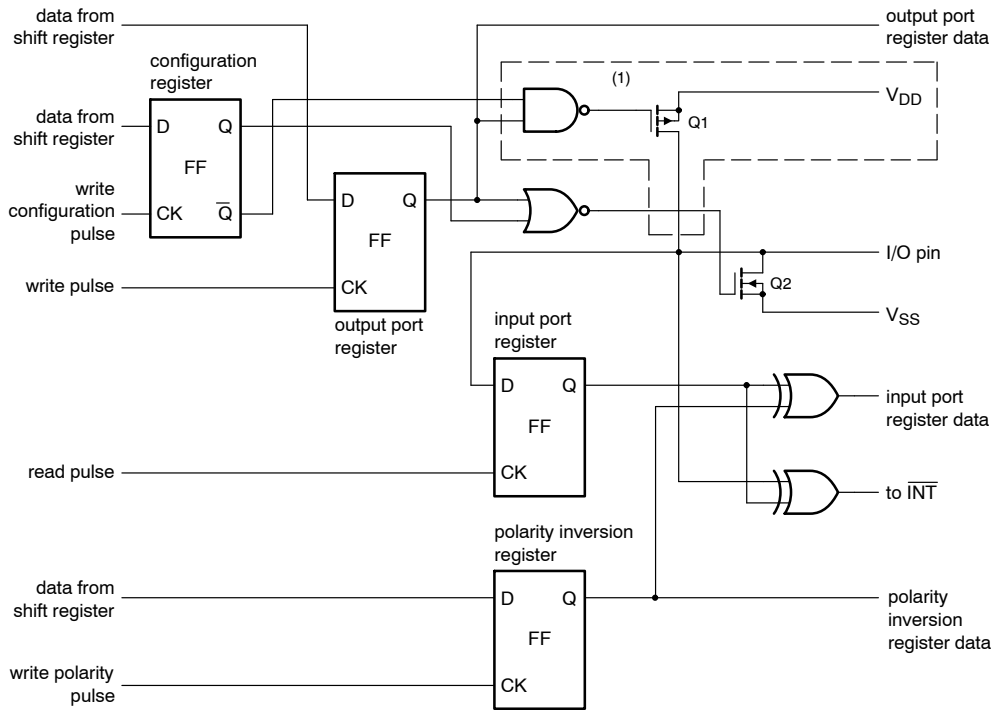 data from
shift register
output port
register data
configuration
register
(1)
V_DD
Q1
data from
shift register
D
Q
FF
write
configuration
pulse
CK
Q̅
D
Q
FF
I/O pin
Q2
write pulse
CK
V_SS
output port
register
input port
register
D
Q
FF
input port
register data
read pulse
CK
to I̅N̅T̅
polarity inversion
register
data from
shift register
D
Q
FF
polarity
inversion
register data
write polarity
pulse
CK